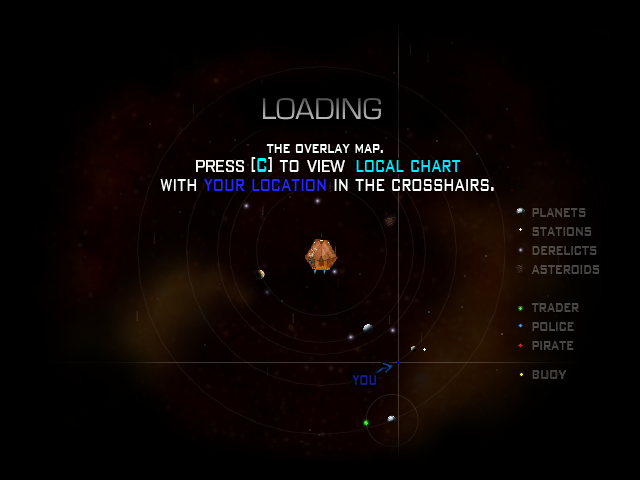 LOADING
THE OVERLAY MAP.
PRESS [C] TO VIEW LOCAL CHART
WITH YOUR LOCATION IN THE CROSSHAIRS.
PLANETS
STATIONS
DERELICTS
ASTEROIDS
TRADER
POLICE
PIRATE
BUOY
YOU